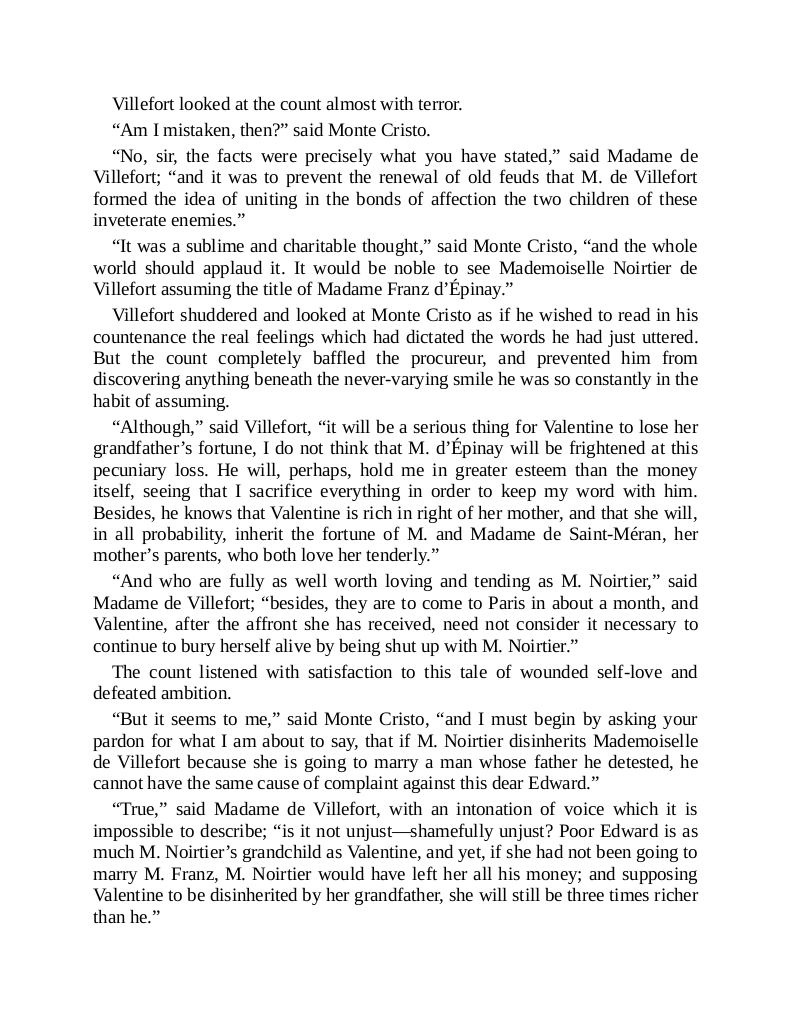 Villefort looked at the count almost with terror.
“Am I mistaken, then?” said Monte Cristo.
“No, sir, the facts were precisely what you have stated,” said Madame de
Villefort; “and it was to prevent the renewal of old feuds that M. de Villefort
formed the idea of uniting in the bonds of affection the two children of these
inveterate enemies.”
“It was a sublime and charitable thought,” said Monte Cristo, “and the whole
world should applaud it. It would be noble to see Mademoiselle Noirtier de
Villefort assuming the title of Madame Franz d’Épinay.”
Villefort shuddered and looked at Monte Cristo as if he wished to read in his
countenance the real feelings which had dictated the words he had just uttered.
But the count completely baffled the procureur, and prevented him from
discovering anything beneath the never-varying smile he was so constantly in the
habit of assuming.
“Although,” said Villefort, “it will be a serious thing for Valentine to lose her
grandfather’s fortune, I do not think that M. d’Épinay will be frightened at this
pecuniary loss. He will, perhaps, hold me in greater esteem than the money
itself, seeing that I sacrifice everything in order to keep my word with him.
Besides, he knows that Valentine is rich in right of her mother, and that she will,
in all probability, inherit the fortune of M. and Madame de Saint-Méran, her
mother’s parents, who both love her tenderly.”
“And who are fully as well worth loving and tending as M. Noirtier,” said
Madame de Villefort; “besides, they are to come to Paris in about a month, and
Valentine, after the affront she has received, need not consider it necessary to
continue to bury herself alive by being shut up with M. Noirtier.”
The count listened with satisfaction to this tale of wounded self-love and
defeated ambition.
“But it seems to me,” said Monte Cristo, “and I must begin by asking your
pardon for what I am about to say, that if M. Noirtier disinherits Mademoiselle
de Villefort because she is going to marry a man whose father he detested, he
cannot have the same cause of complaint against this dear Edward.”
“True,” said Madame de Villefort, with an intonation of voice which it is
impossible to describe; “is it not unjust—shamefully unjust? Poor Edward is as
much M. Noirtier’s grandchild as Valentine, and yet, if she had not been going to
marry M. Franz, M. Noirtier would have left her all his money; and supposing
Valentine to be disinherited by her grandfather, she will still be three times richer
than he.”